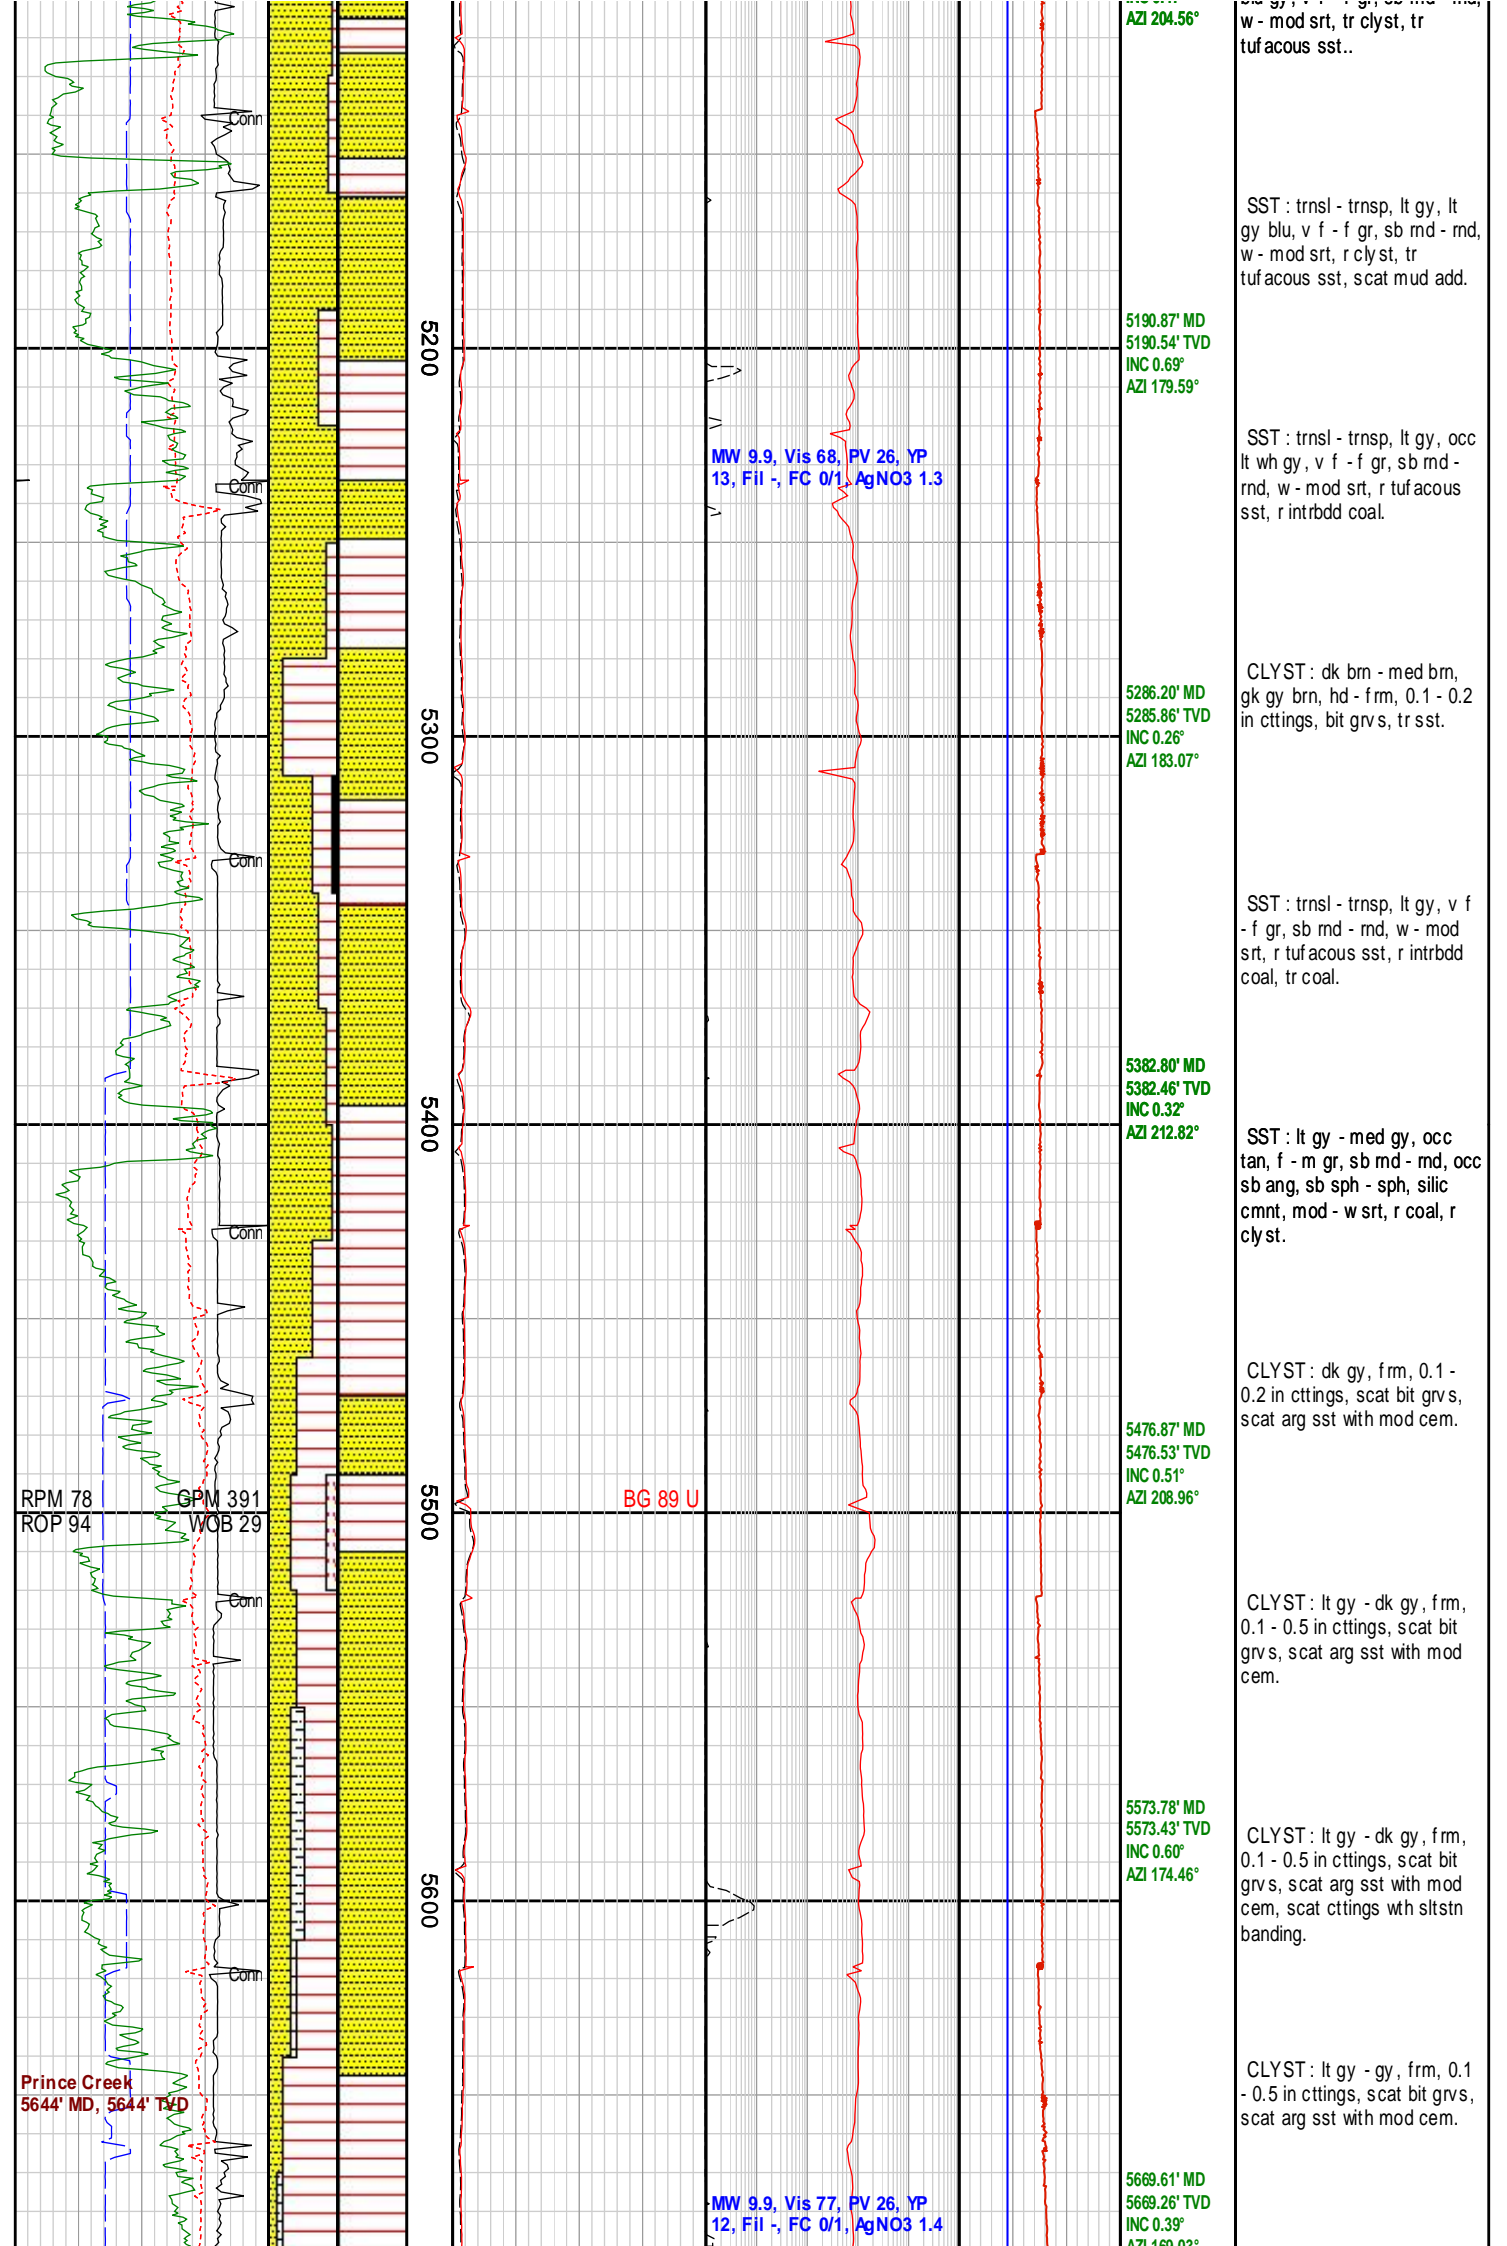 AZI 204.56°
w - mod srt, tr clyst, tr
tufacous sst..
Conn
SST : trnsl - trnsp, lt gy, lt
gy blu, v f - f gr, sb rnd - rnd,
w - mod srt, r clyst, tr
tufacous sst, scat mud add.
5200
5190.87' MD
5190.54' TVD
INC 0.69°
AZI 179.59°
MW 9.9, Vis 68, PV 26, YP
13, Fil -, FC 0/1, AgNO3 1.3
SST : trnsl - trnsp, lt gy, occ
lt wh gy, v f - f gr, sb rnd -
rnd, w - mod srt, r tufacous
sst, r intrbdd coal.
Conn
CLYST : dk brn - med brn,
gk gy brn, hd - frm, 0.1 - 0.2
in cttings, bit grvs, tr sst.
5286.20' MD
5285.86' TVD
INC 0.26°
AZI 183.07°
5300
Conn
SST : trnsl - trnsp, lt gy, v f
- f gr, sb rnd - rnd, w - mod
srt, r tufacous sst, r intrbdd
coal, tr coal.
5382.80' MD
5382.46' TVD
INC 0.32°
AZI 212.82°
5400
SST : lt gy - med gy, occ
tan, f - m gr, sb rnd - rnd, occ
sb ang, sb sph - sph, silic
cmnt, mod - w srt, r coal, r
clyst.
Conn
CLYST : dk gy, frm, 0.1 -
0.2 in cttings, scat bit grvs,
scat arg sst with mod cem.
5476.87' MD
5476.53' TVD
INC 0.51°
AZI 208.96°
RPM 78 GPM 391
ROP 94 WOB 29
5500
BG 89 U
Conn
CLYST : lt gy - dk gy, frm,
0.1 - 0.5 in cttings, scat bit
grvs, scat arg sst with mod
cem.
5573.78' MD
5573.43' TVD
INC 0.60°
AZI 174.46°
CLYST : lt gy - dk gy, frm,
0.1 - 0.5 in cttings, scat bit
grvs, scat arg sst with mod
cem, scat cttings wth sltstn
banding.
5600
Conn
Prince Creek
5644' MD, 5644' TVD
CLYST : lt gy - gy, frm, 0.1
- 0.5 in cttings, scat bit grvs,
scat arg sst with mod cem.
5669.61' MD
5669.26' TVD
INC 0.39°
AZI 169.03°
MW 9.9, Vis 77, PV 26, YP
12, Fil -, FC 0/1, AgNO3 1.4